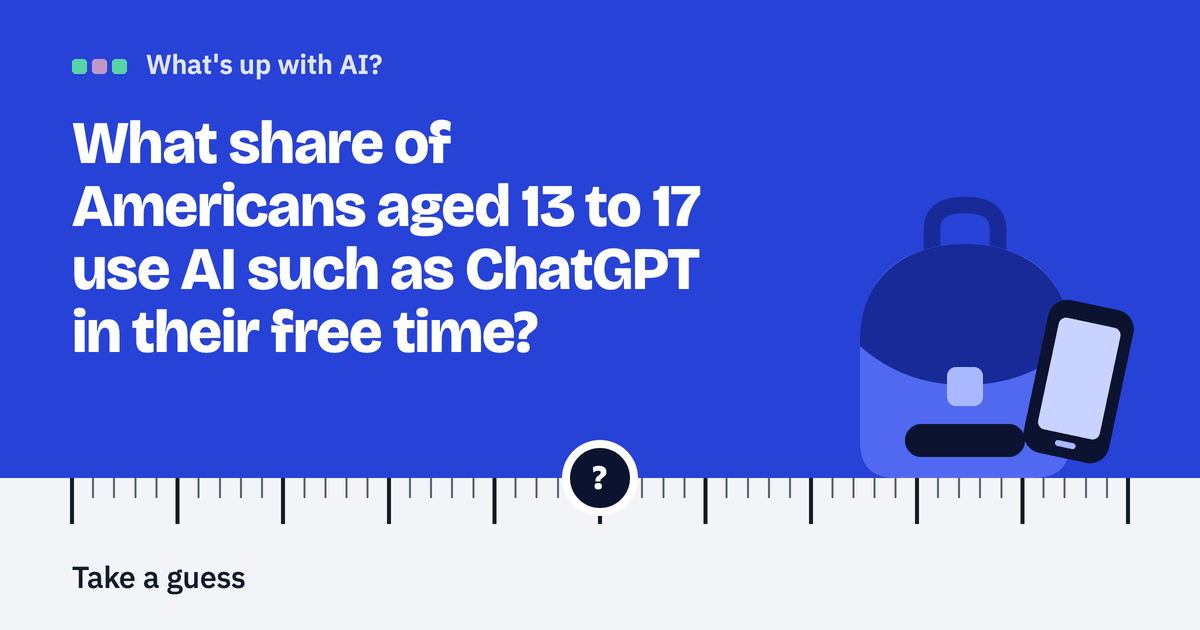 What's up with AI?
What share of
Americans aged 13 to 17
use AI such as ChatGPT
in their free time?
?
Take a guess